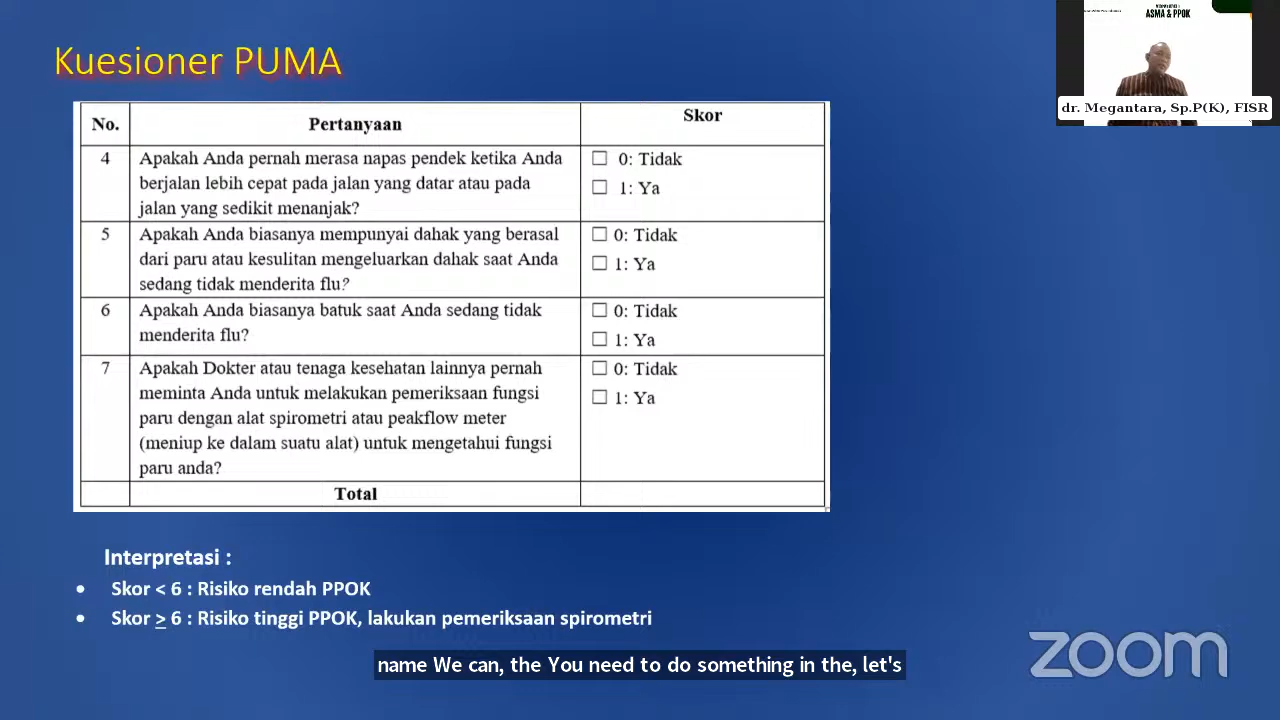 ASMA & PPOK
dr. Megantara, Sp.P(K), FISR
Kuesioner PUMA
No. Pertanyaan Skor
4 Apakah Anda pernah merasa napas pendek ketika Anda
berjalan lebih cepat pada jalan yang datar atau pada
jalan yang sedikit menanjak?
☐ 0: Tidak
☐ 1: Ya
5 Apakah Anda biasanya mempunyai dahak yang berasal
dari paru atau kesulitan mengeluarkan dahak saat Anda
sedang tidak menderita flu?
☐ 0: Tidak
☐ 1: Ya
6 Apakah Anda biasanya batuk saat Anda sedang tidak
menderita flu?
☐ 0: Tidak
☐ 1: Ya
7 Apakah Dokter atau tenaga kesehatan lainnya pernah
meminta Anda untuk melakukan pemeriksaan fungsi
paru dengan alat spirometri atau peakflow meter
(meniup ke dalam suatu alat) untuk mengetahui fungsi
paru anda?
☐ 0: Tidak
☐ 1: Ya
Total
Interpretasi :
• Skor < 6 : Risiko rendah PPOK
• Skor ≥ 6 : Risiko tinggi PPOK, lakukan pemeriksaan spirometri
name We can, the You need to do something in the, let's
zoom